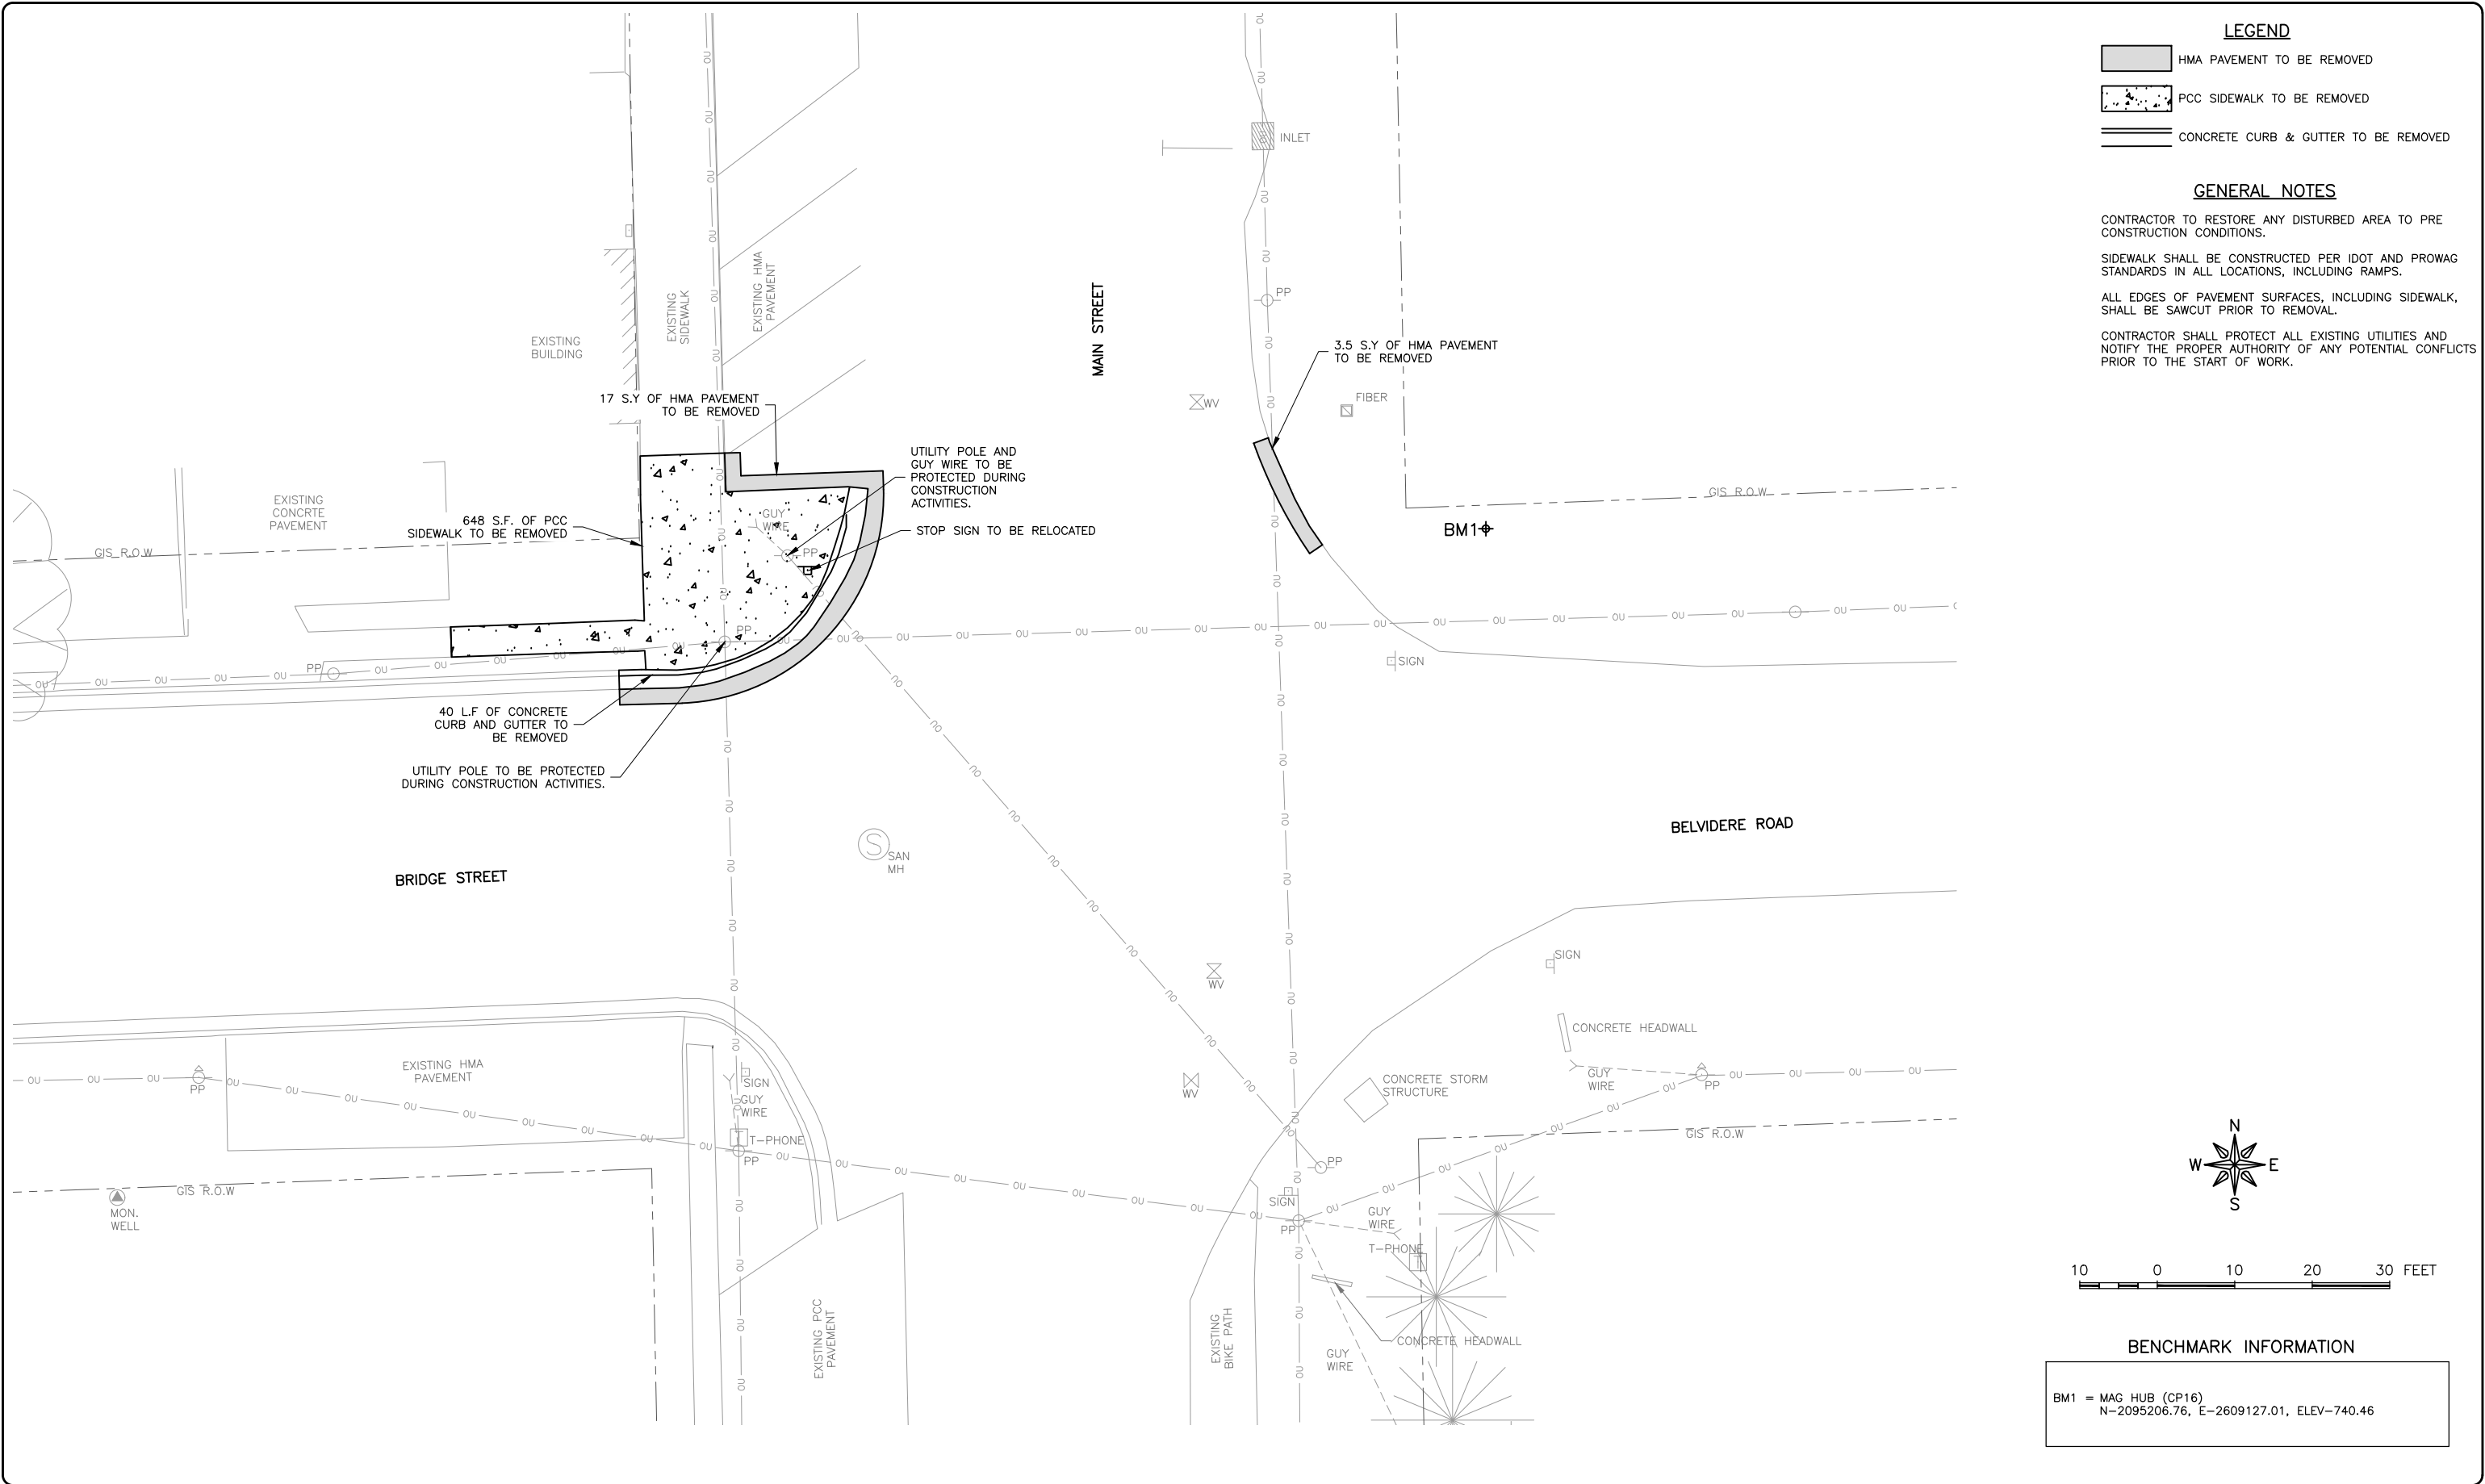 LEGEND
HMA PAVEMENT TO BE REMOVED
PCC SIDEWALK TO BE REMOVED
CONCRETE CURB & GUTTER TO BE REMOVED
GENERAL NOTES
CONTRACTOR TO RESTORE ANY DISTURBED AREA TO PRE
CONSTRUCTION CONDITIONS.
SIDEWALK SHALL BE CONSTRUCTED PER IDOT AND PROWAG
STANDARDS IN ALL LOCATIONS, INCLUDING RAMPS.
ALL EDGES OF PAVEMENT SURFACES, INCLUDING SIDEWALK,
SHALL BE SAWCUT PRIOR TO REMOVAL.
CONTRACTOR SHALL PROTECT ALL EXISTING UTILITIES AND
NOTIFY THE PROPER AUTHORITY OF ANY POTENTIAL CONFLICTS
PRIOR TO THE START OF WORK.
INLET
EXISTING
SIDEWALK
EXISTING HMA
PAVEMENT
MAIN STREET
PP
EXISTING
BUILDING
3.5 S.Y OF HMA PAVEMENT
TO BE REMOVED
17 S.Y OF HMA PAVEMENT
TO BE REMOVED
WV
FIBER
UTILITY POLE AND
GUY WIRE TO BE
PROTECTED DURING
CONSTRUCTION
ACTIVITIES.
EXISTING
CONCRTE
PAVEMENT
GIS R.O.W
648 S.F. OF PCC
SIDEWALK TO BE REMOVED
GUY
WIRE
STOP SIGN TO BE RELOCATED
BM1
GIS R.O.W
PP
PP
PP
SIGN
40 L.F OF CONCRETE
CURB AND GUTTER TO
BE REMOVED
UTILITY POLE TO BE PROTECTED
DURING CONSTRUCTION ACTIVITIES.
BELVIDERE ROAD
S
SAN
MH
BRIDGE STREET
SIGN
WV
CONCRETE HEADWALL
EXISTING HMA
PAVEMENT
PP
SIGN
GUY
WIRE
T-PHONE
PP
WV
CONCRETE STORM
STRUCTURE
GUY
WIRE
PP
GIS R.O.W
PP
GIS R.O.W
MON.
WELL
SIGN
PP
GUY
WIRE
T-PHONE
EXISTING PCC
PAVEMENT
EXISTING
BIKE PATH
CONCRETE HEADWALL
GUY
WIRE
N
W E
S
10 0 10 20 30 FEET
BENCHMARK INFORMATION
BM1 = MAG HUB (CP16)
N-2095206.76, E-2609127.01, ELEV-740.46
OU OU OU OU OU OU OU OU